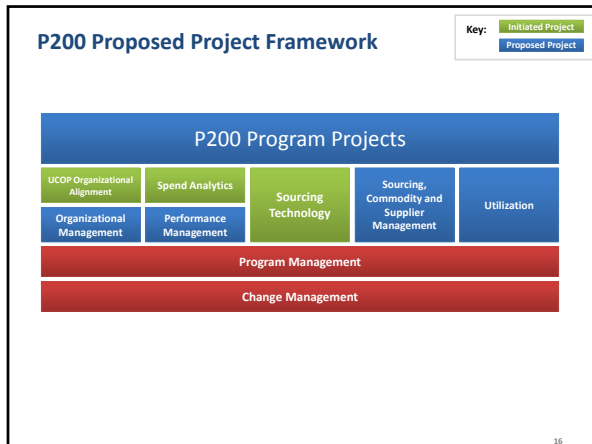 P200 Proposed Project Framework
Key:
Initiated Project
Proposed Project
P200 Program Projects
UCOP Organizational
Alignment
Spend Analytics
Sourcing
Technology
Sourcing,
Commodity and
Supplier
Management
Utilization
Organizational
Management
Performance
Management
Program Management
Change Management
16